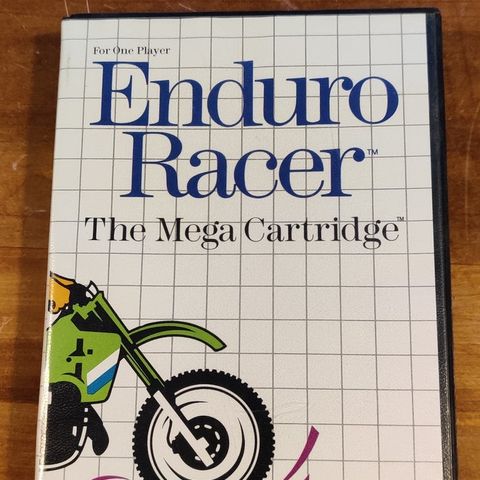 For One Player
Enduro
Racer™
The Mega Cartridge™